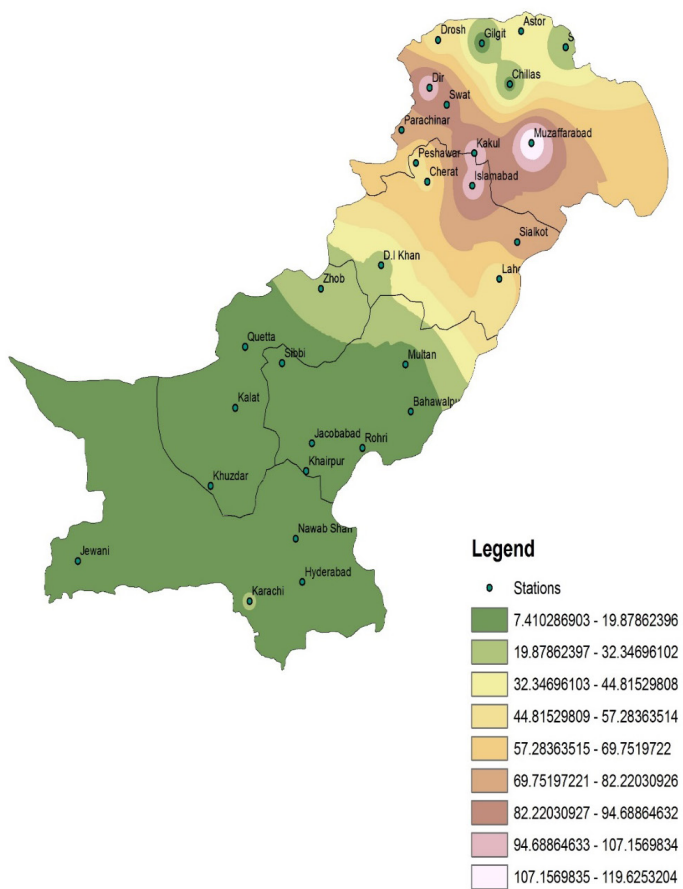 Astor
Drosh
Gilgit
Chillas
Dir
Swat
Parachinar
Muzaffarabad
Kakul
Peshawar
Cherat
Islamabad
Sialkot
D.I Khan
Zhob
Quetta
Sibbi
Multan
Kalat
Jacobabad
Rohri
Khairpur
Khuzdar
Nawab
Jewani
Hyderabad
Karachi
Legend
Stations
7.410286903 - 19.87862396
19.87862397 - 32.34696102
32.34696103 - 44.81529808
44.81529809 - 57.28363514
57.28363515 - 69.7519722
69.75197221 - 82.22030926
82.22030927 - 94.68864632
94.68864633 - 107.1569834
107.1569835 - 119.6253204